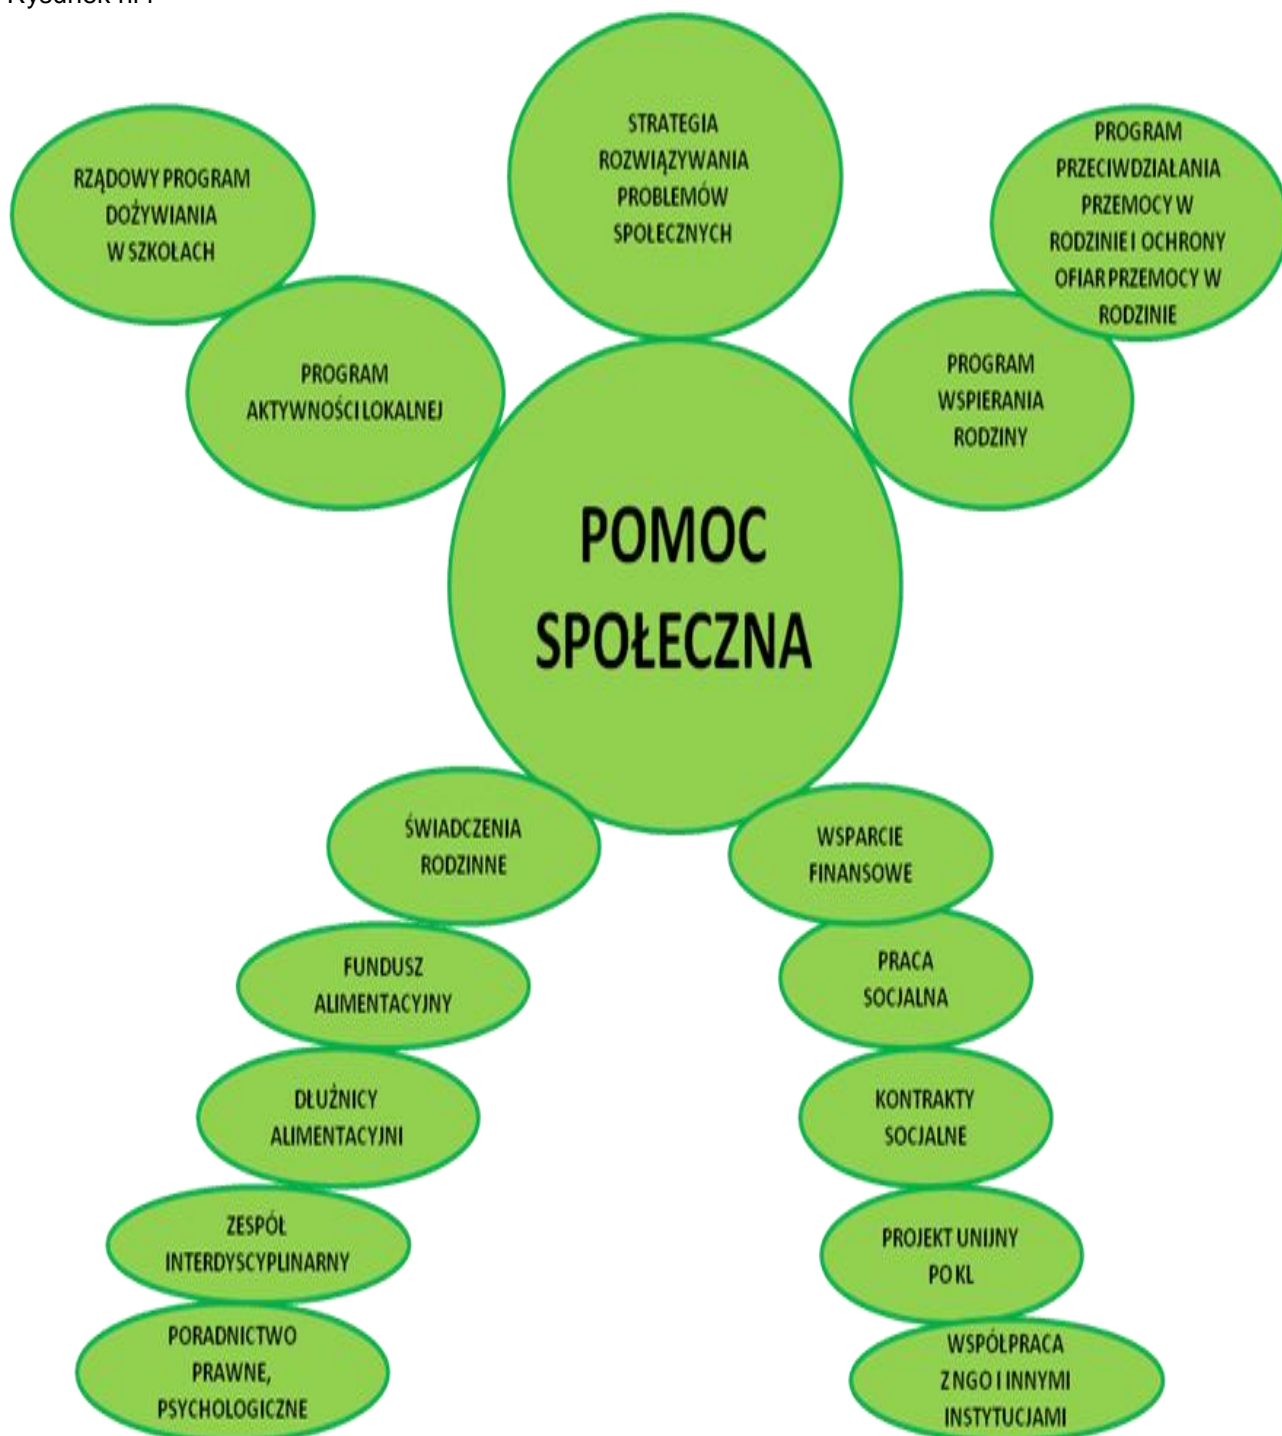 Rysunek nr
STRATEGIA
ROZWIĄZYWANIA
PROBLEMÓW
SPOŁECZNYCH
RZĄDOWY PROGRAM
DOŻYWIANIA
W SZKOŁACH
PROGRAM
PRZECIWDZIAŁANIA
PRZEMOCY W
RODZINIE I OCHRONY
OFIAR PRZEMOCY W
RODZINIE
PROGRAM
AKTYWNOŚCI LOKALNEJ
PROGRAM
WSPIERANIA
RODZINY
POMOC
SPOŁECZNA
ŚWIADCZENIA
RODZINNE
FUNDUSZ
ALIMENTACYJNY
DŁUŻNICY
ALIMENTACYJNI
ZESPÓŁ
INTERDYSCYPLINARNY
PORADNICTWO
PRAWNE,
PSYCHOLOGICZNE
WSPARCIE
FINANSOWE
PRACA
SOCJALNA
KONTRAKTY
SOCJALNE
PROJEKT UNIJNY
PO KL
WSPÓŁPRACA
Z NGO I INNYMI
INSTYTUCJAMI